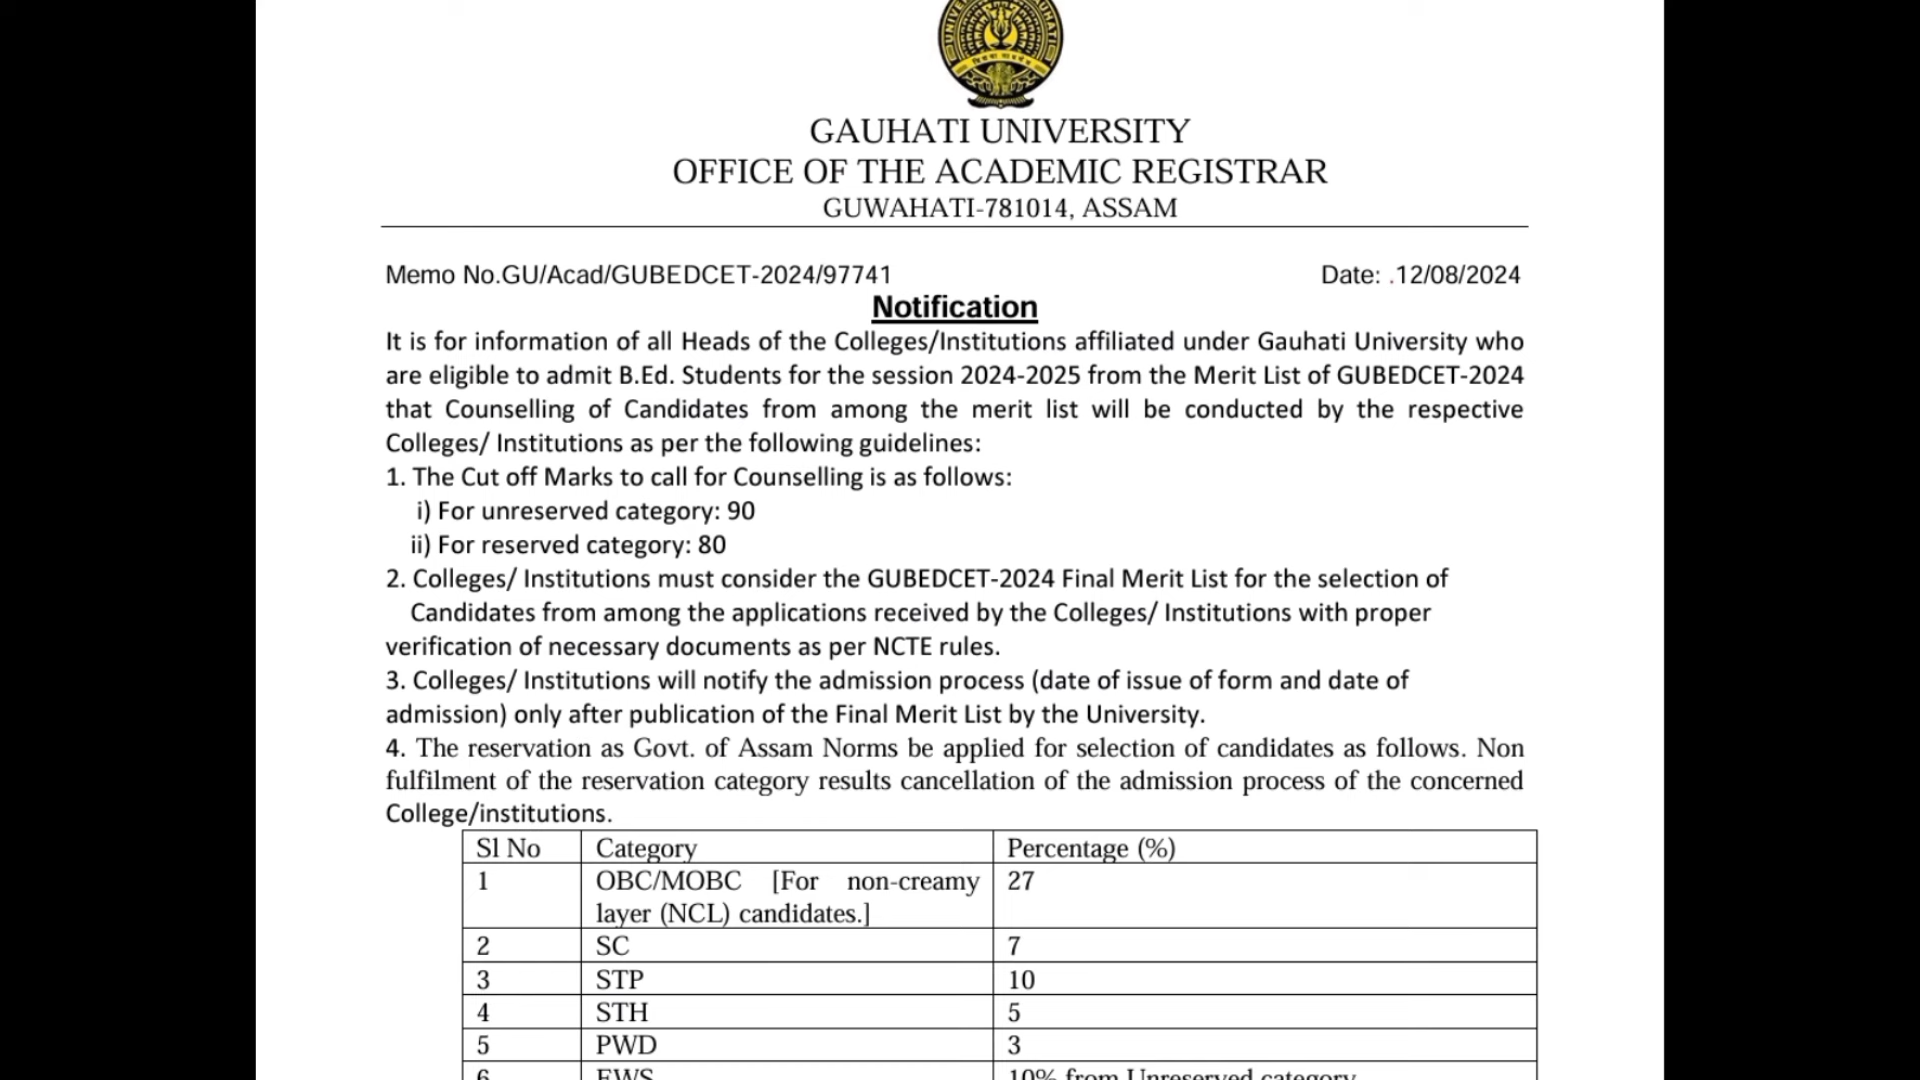 GAUHATI UNIVERSITY
OFFICE OF THE ACADEMIC REGISTRAR
GUWAHATI-781014, ASSAM
Memo No.GU/Acad/GUBEDCET-2024/97741 Date: .12/08/2024
Notification
It is for information of all Heads of the Colleges/Institutions affiliated under Gauhati University who
are eligible to admit B.Ed. Students for the session 2024-2025 from the Merit List of GUBEDCET-2024
that Counselling of Candidates from among the merit list will be conducted by the respective
Colleges/ Institutions as per the following guidelines:
1. The Cut off Marks to call for Counselling is as follows:
i) For unreserved category: 90
ii) For reserved category: 80
2. Colleges/ Institutions must consider the GUBEDCET-2024 Final Merit List for the selection of
Candidates from among the applications received by the Colleges/ Institutions with proper
verification of necessary documents as per NCTE rules.
3. Colleges/ Institutions will notify the admission process (date of issue of form and date of
admission) only after publication of the Final Merit List by the University.
4. The reservation as Govt. of Assam Norms be applied for selection of candidates as follows. Non
fulfilment of the reservation category results cancellation of the admission process of the concerned
College/institutions.
Sl No Category Percentage (%)
1 OBC/MOBC [For non-creamy 27
layer (NCL) candidates.]
2 SC 7
3 STP 10
4 STH 5
5 PWD 3
6 EWS 10% from Unreserved category